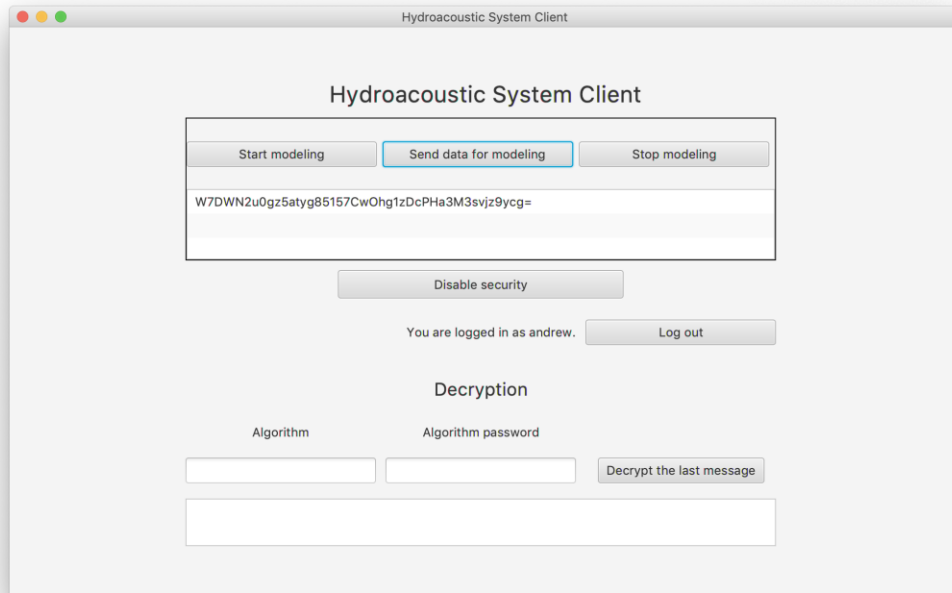 Hydroacoustic System Client
Hydroacoustic System Client
Start modeling Send data for modeling Stop modeling
W7DWN2u0gz5atyg85157CwOhg1zDcPHa3M3svjz9ycg=
Disable security
You are logged in as andrew. Log out
Decryption
Algorithm Algorithm password
Decrypt the last message